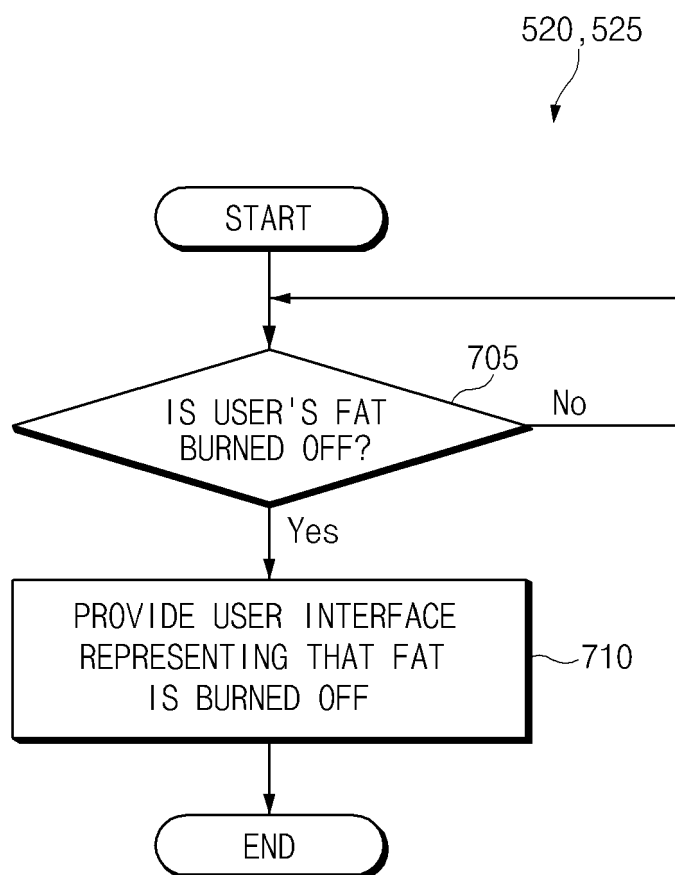 520,525
START
705
IS USER'S FAT
BURNED OFF?
No
Yes
PROVIDE USER INTERFACE
REPRESENTING THAT FAT
IS BURNED OFF
710
END